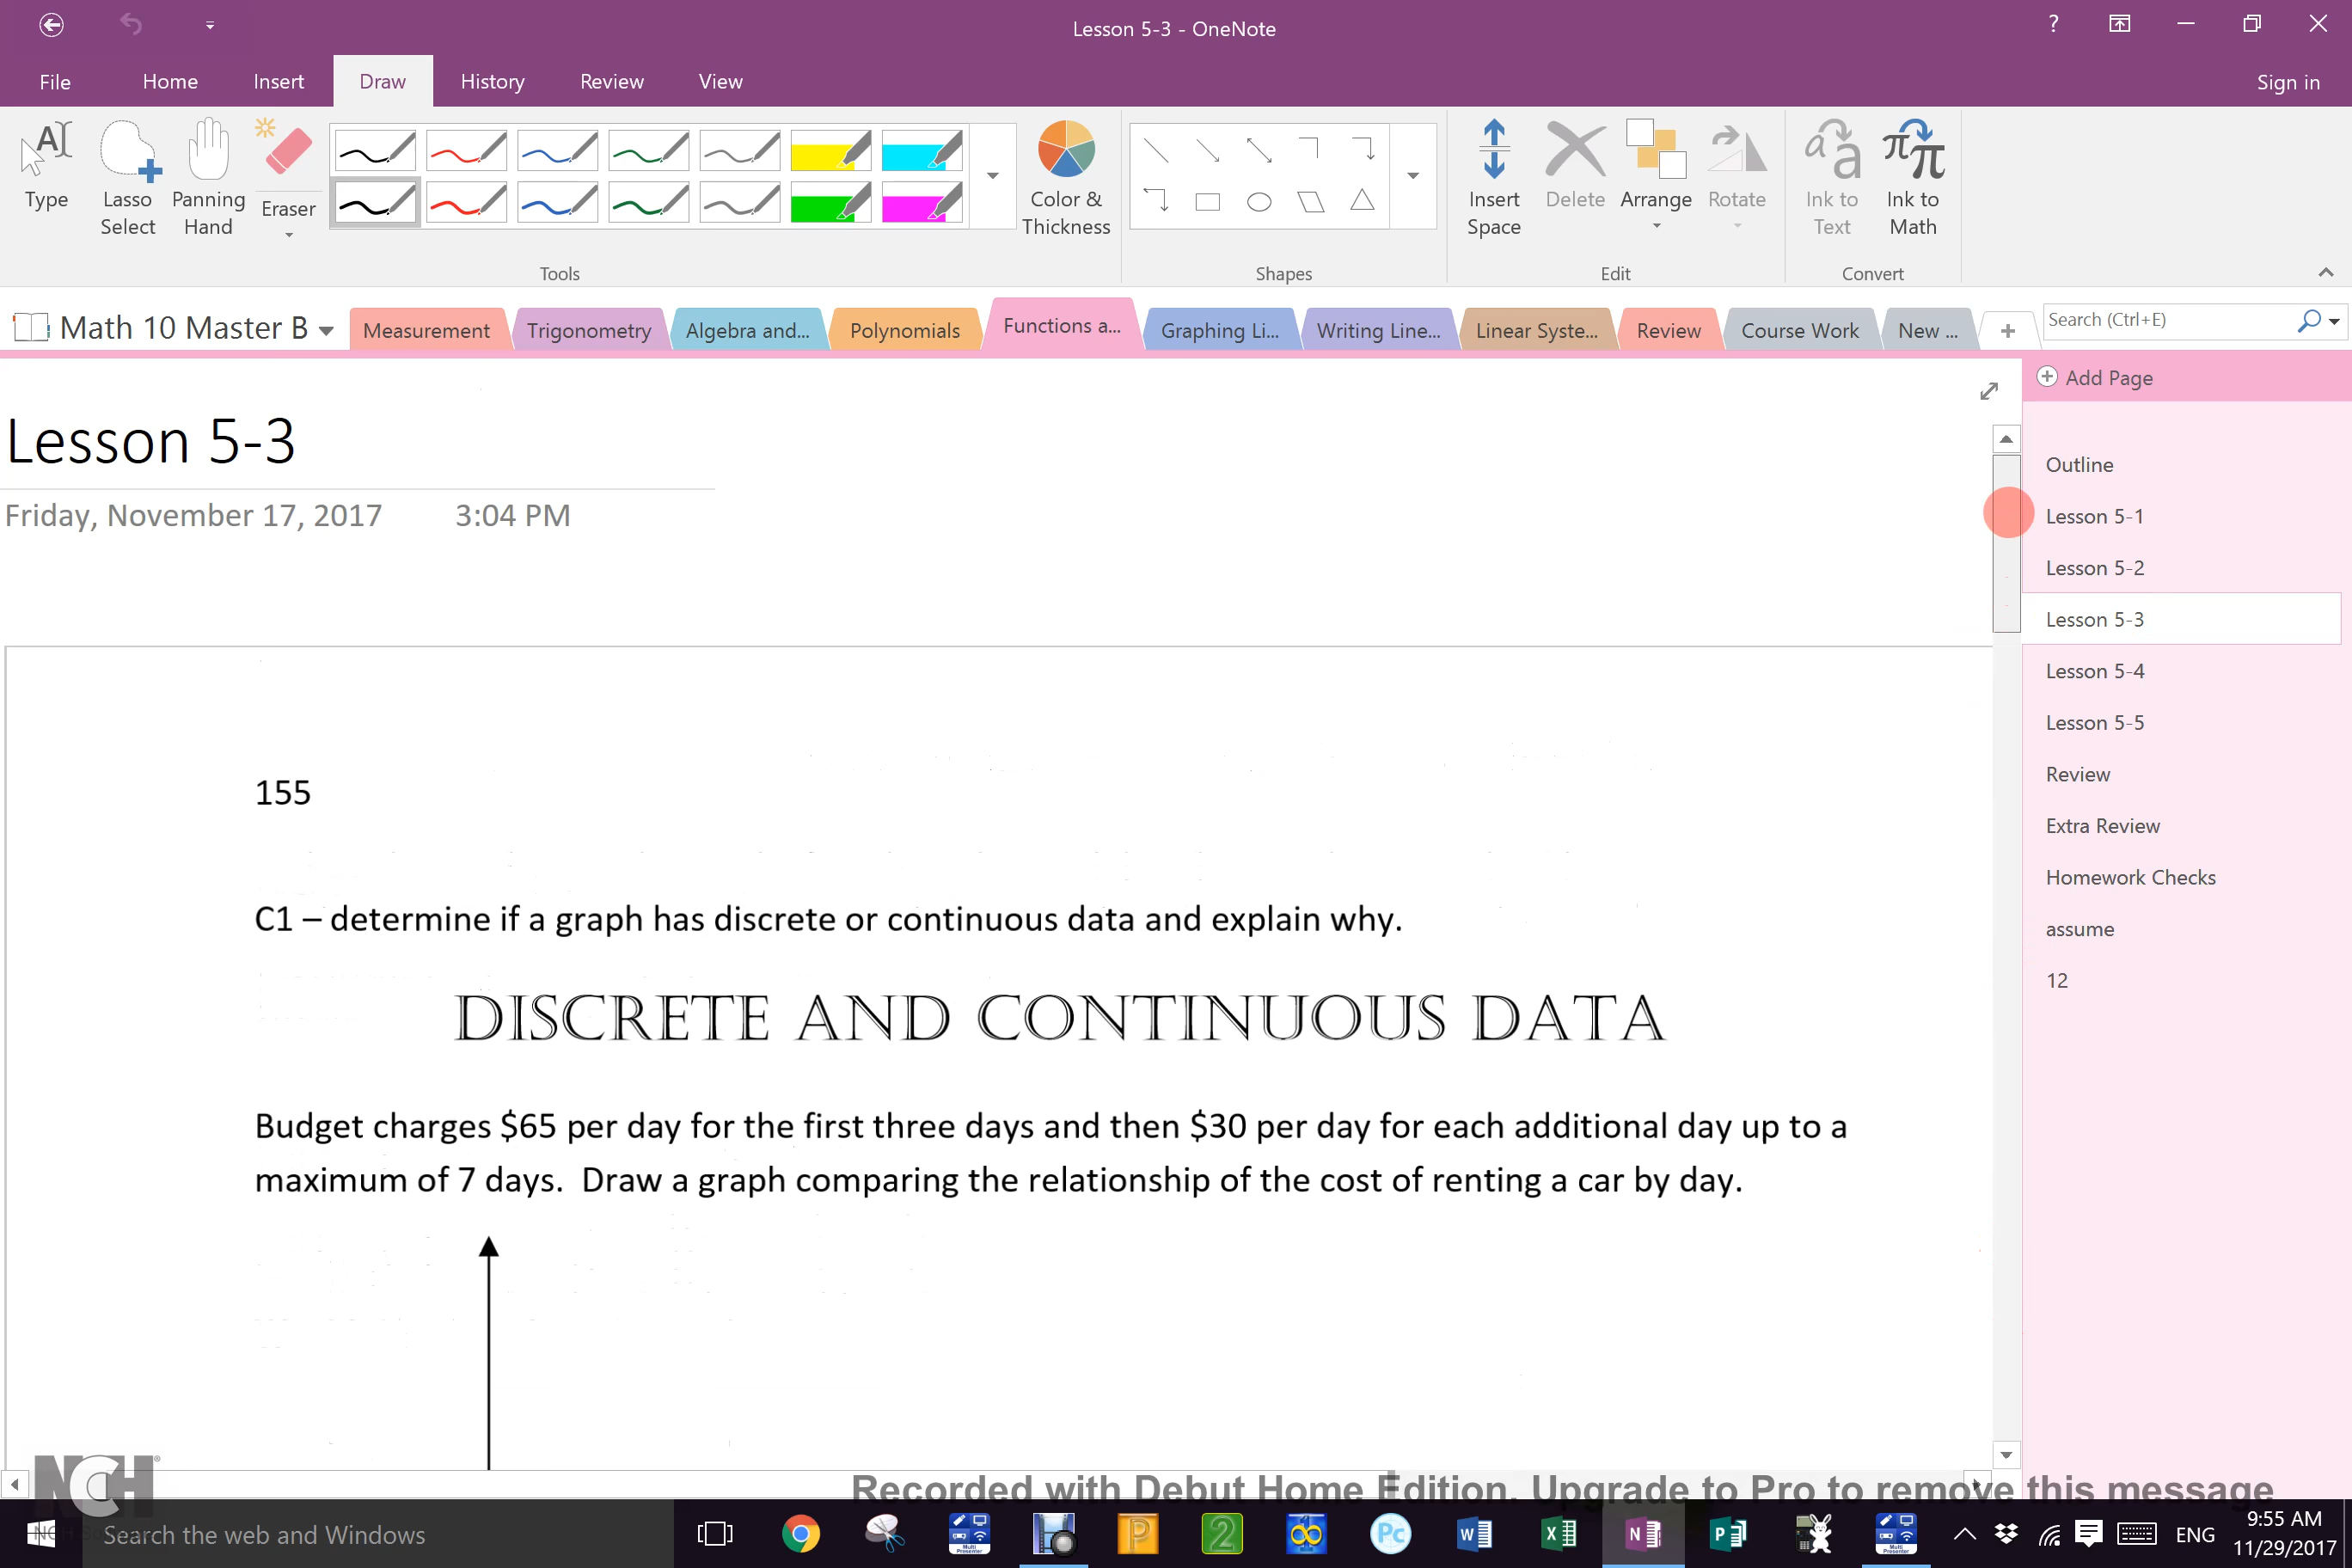 Lesson 5-3 - OneNote
?
File Home Insert Draw History Review View Sign in
Type
Lasso Select
Panning Hand
Eraser
Color & Thickness
Insert Space
Delete
Arrange
Rotate
Ink to Text
Ink to Math
Tools Shapes Edit Convert
Math 10 Master B
Measurement Trigonometry Algebra and... Polynomials Functions a... Graphing Li... Writing Line... Linear Syste... Review Course Work New ... +
Search (Ctrl+E)
Add Page
Lesson 5-3
Friday, November 17, 2017 3:04 PM
155
C1 – determine if a graph has discrete or continuous data and explain why.
DISCRETE AND CONTINUOUS DATA
Budget charges $65 per day for the first three days and then $30 per day for each additional day up to a
maximum of 7 days. Draw a graph comparing the relationship of the cost of renting a car by day.
Outline
Lesson 5-1
Lesson 5-2
Lesson 5-3
Lesson 5-4
Lesson 5-5
Review
Extra Review
Homework Checks
assume
12
NCH
Recorded with Debut Home Edition. Upgrade to Pro to remove this message
Search the web and Windows
ENG
9:55 AM
11/29/2017